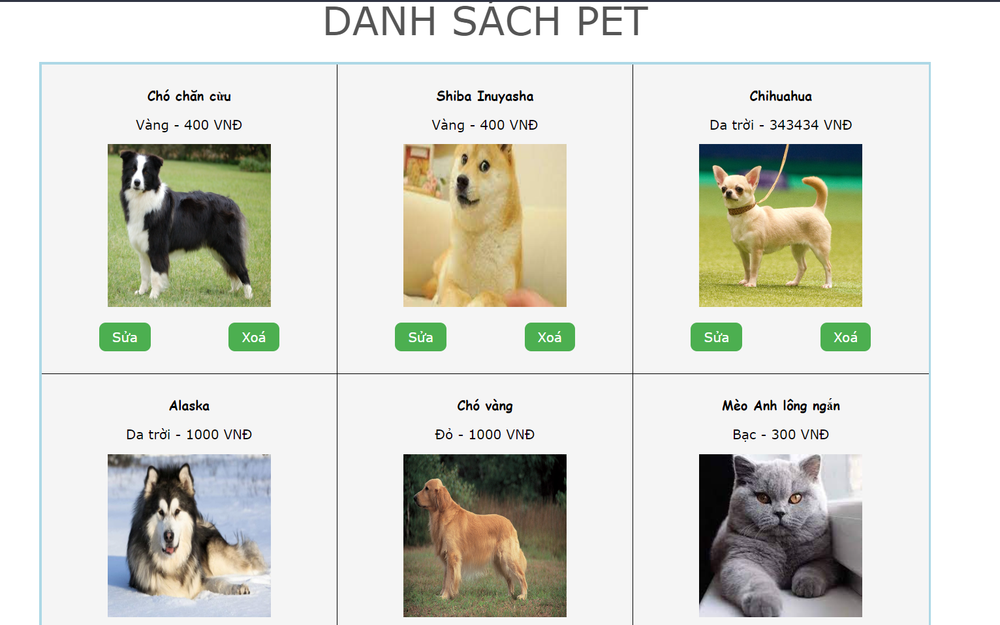 DANH SÁCH PET
Chó chăn cừu
Vàng - 400 VNĐ
Sửa
Xoá
Shiba Inuyasha
Vàng - 400 VNĐ
Sửa
Xoá
Chihuahua
Da trời - 343434 VNĐ
Sửa
Xoá
Alaska
Da trời - 1000 VNĐ
Chó vàng
Đỏ - 1000 VNĐ
Mèo Anh lông ngắn
Bạc - 300 VNĐ